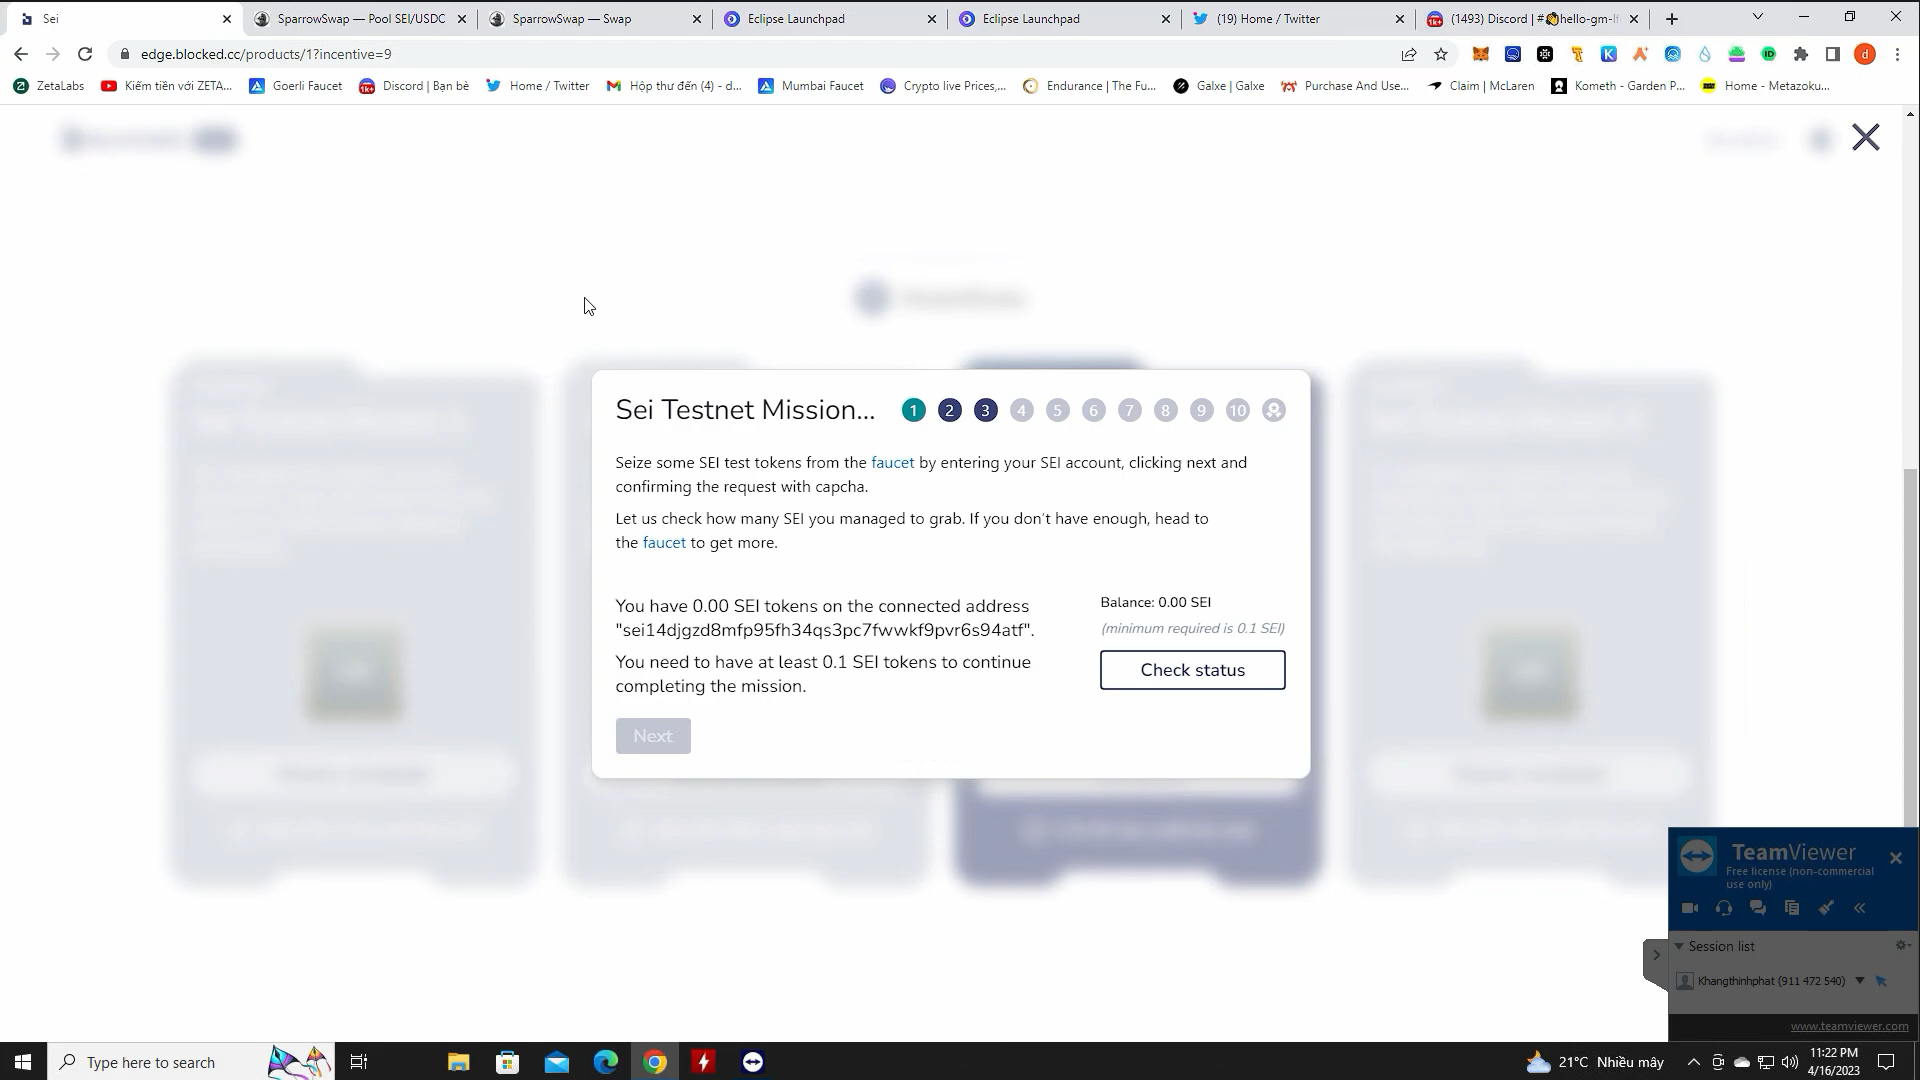 Sei
SparrowSwap — Pool SEI/USDC
SparrowSwap — Swap
Eclipse Launchpad
Eclipse Launchpad
(19) Home / Twitter
(1493) Discord | #👋hello-gm-
edge.blocked.cc/products/1?incentive=9
d
ZetaLabs
Kiếm tiền với ZETA...
Goerli Faucet
Discord | Bạn bè
Home / Twitter
Hộp thư đến (4) - d...
Mumbai Faucet
Crypto live Prices,...
Endurance | The Fu...
Galxe | Galxe
Purchase And Use...
Claim | McLaren
Kometh - Garden P...
Home - Metazoku...
Sei Testnet Mission... 1 2 3 4 5 6 7 8 9 10
Seize some SEI test tokens from the faucet by entering your SEI account, clicking next and
confirming the request with capcha.
Let us check how many SEI you managed to grab. If you don't have enough, head to
the faucet to get more.
You have 0.00 SEI tokens on the connected address
"sei14djgzd8mfp95fh34qs3pc7fwwkf9pvr6s94atf".
You need to have at least 0.1 SEI tokens to continue
completing the mission.
Balance: 0.00 SEI
(minimum required is 0.1 SEI)
Check status
Next
TeamViewer
Free license (non-commercial
use only)
Session list
Khangthinhphat (911 472 540)
www.teamviewer.com
Type here to search
21°C Nhiều mây
11:22 PM
4/16/2023